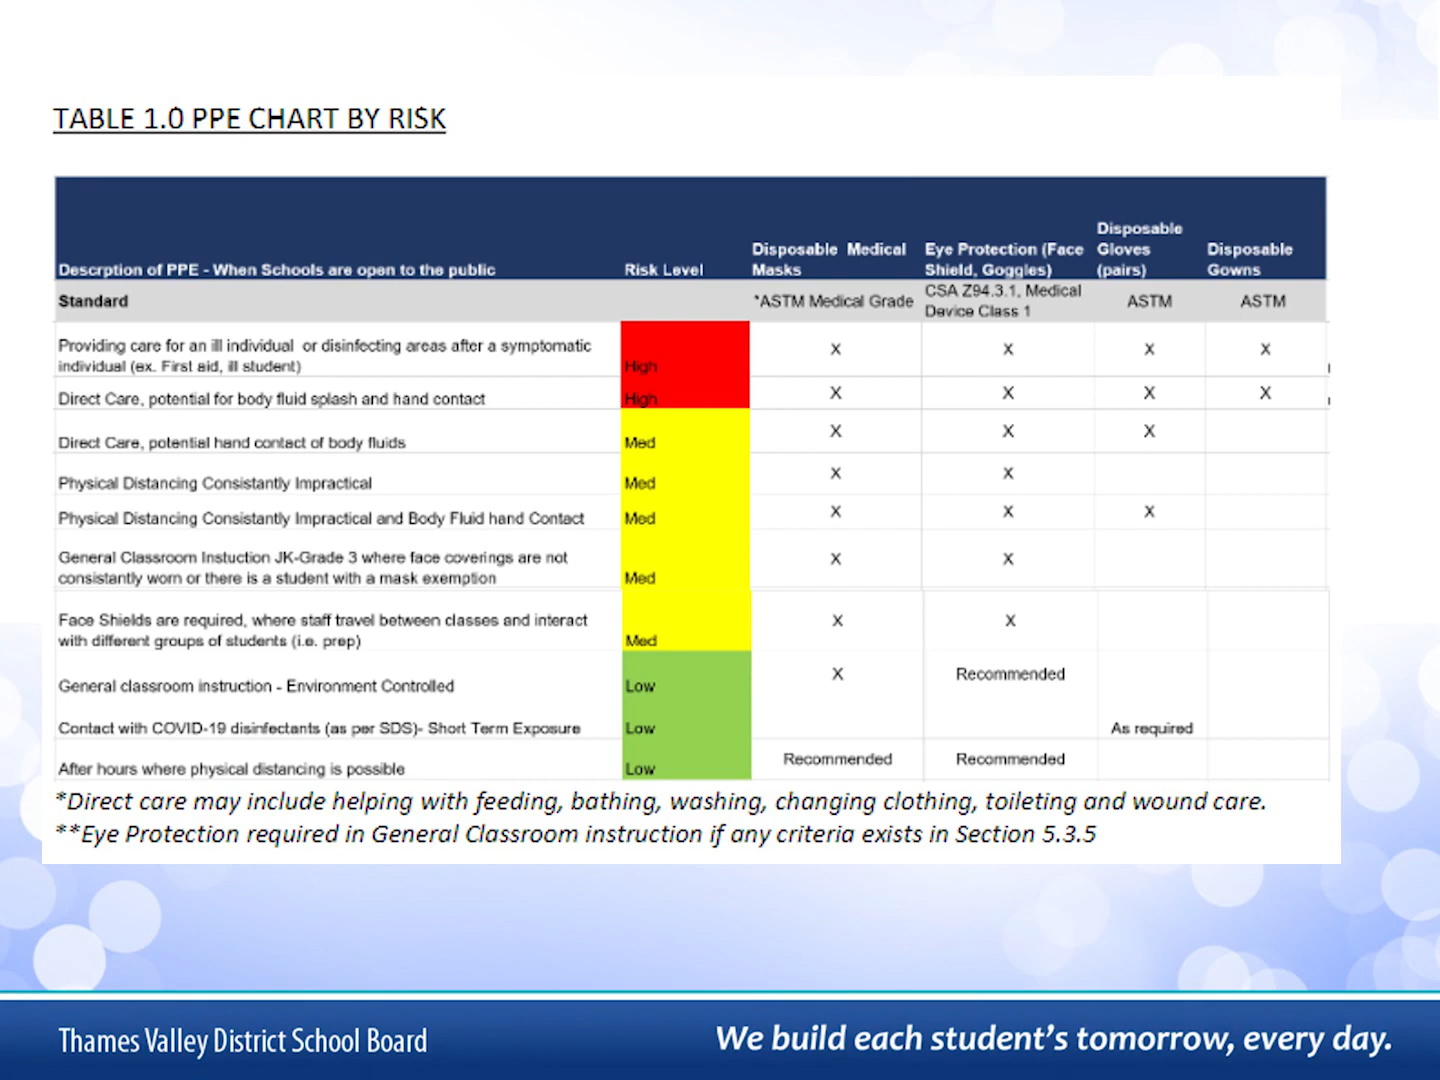 TABLE 1.0 PPE CHART BY RISK
Descrption of PPE - When Schools are open to the public Risk Level Disposable Medical Masks Eye Protection (Face Shield, Goggles) Disposable Gloves (pairs) Disposable Gowns
Standard *ASTM Medical Grade CSA Z94.3.1, Medical Device Class 1 ASTM ASTM
Providing care for an ill individual or disinfecting areas after a symptomatic
individual (ex. First aid, ill student) High X X X X
Direct Care, potential for body fluid splash and hand contact High X X X X
Direct Care, potential hand contact of body fluids Med X X X
Physical Distancing Consistantly Impractical Med X X
Physical Distancing Consistantly Impractical and Body Fluid hand Contact Med X X X
General Classroom Instuction JK-Grade 3 where face coverings are not
consistantly worn or there is a student with a mask exemption Med X X
Face Shields are required, where staff travel between classes and interact
with different groups of students (i.e. prep) Med X X
General classroom instruction - Environment Controlled Low X Recommended
Contact with COVID-19 disinfectants (as per SDS)- Short Term Exposure Low As required
After hours where physical distancing is possible Low Recommended Recommended
*Direct care may include helping with feeding, bathing, washing, changing clothing, toileting and wound care.
**Eye Protection required in General Classroom instruction if any criteria exists in Section 5.3.5
Thames Valley District School Board
We build each student's tomorrow, every day.